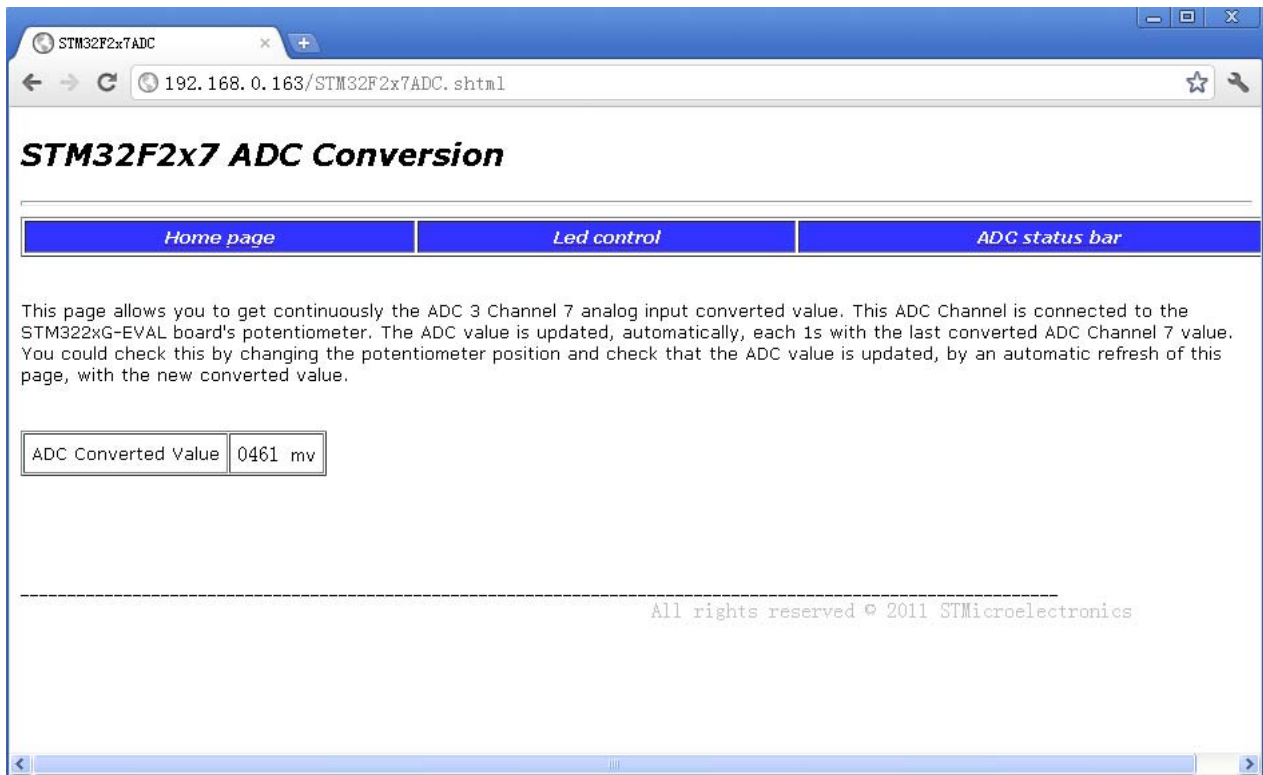 STM32F2x7ADC
192.168.0.163/STM32F2x7ADC.shtml
STM32F2x7 ADC Conversion
Home page Led control ADC status bar
This page allows you to get continuously the ADC 3 Channel 7 analog input converted value. This ADC Channel is connected to the
STM322xG-EVAL board's potentiometer. The ADC value is updated, automatically, each 1s with the last converted ADC Channel 7 value.
You could check this by changing the potentiometer position and check that the ADC value is updated, by an automatic refresh of this
page, with the new converted value.
ADC Converted Value 0461 mv
All rights reserved © 2011 STMicroelectronics